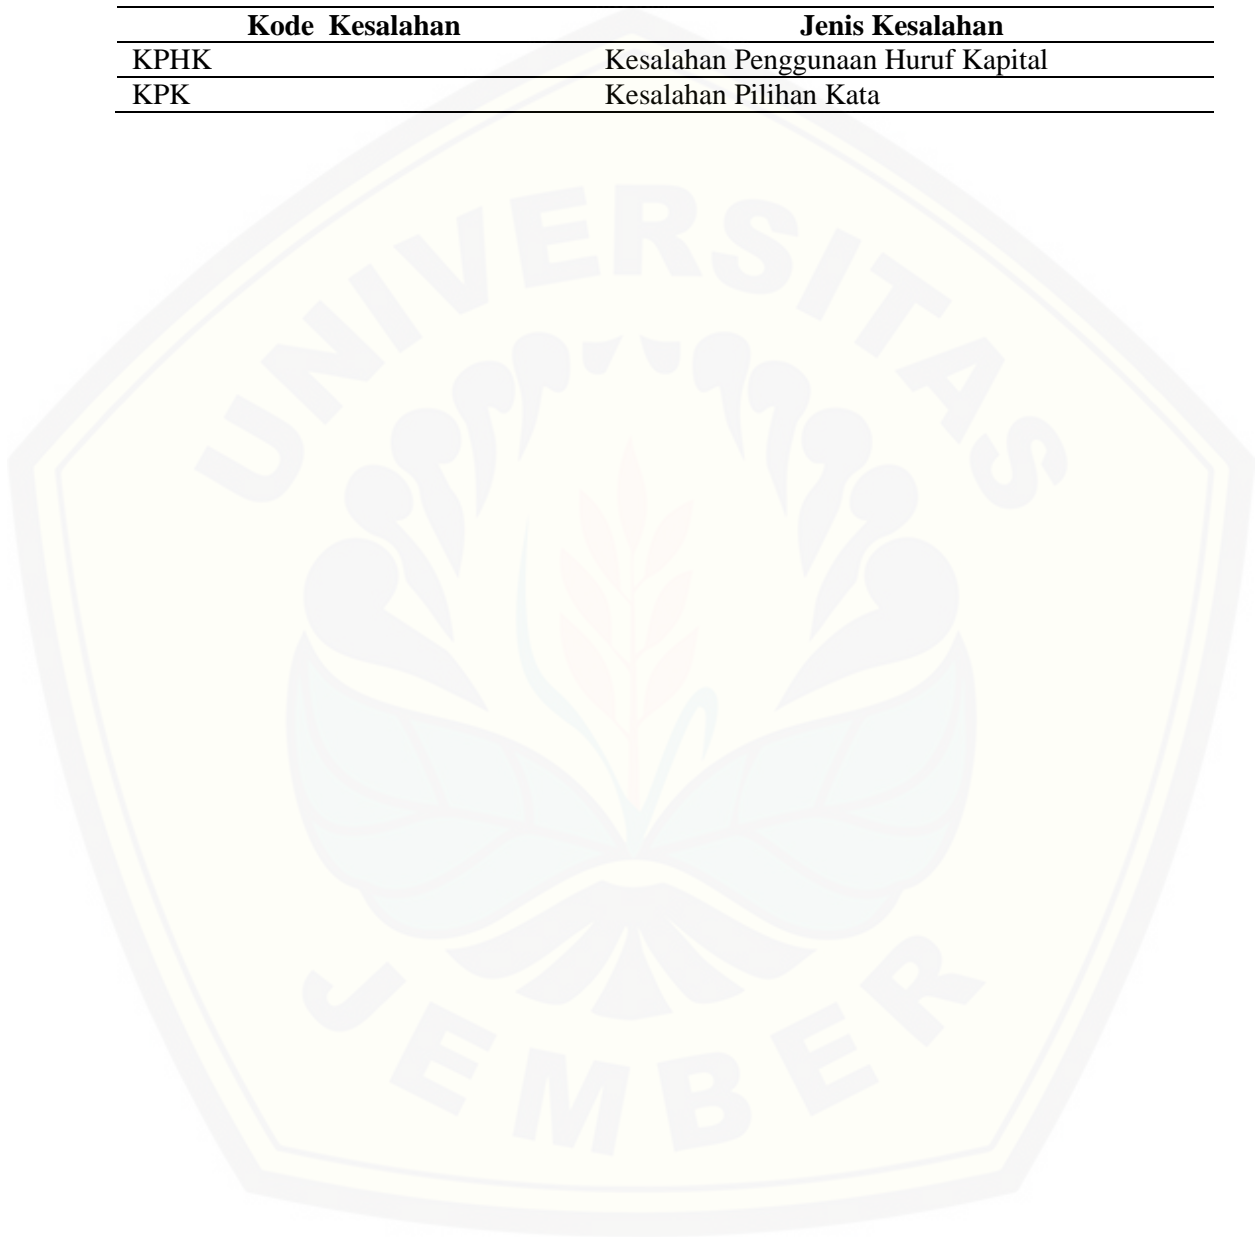 Kode Kesalahan Jenis Kesalahan
KPHK Kesalahan Penggunaan Huruf Kapital
KPK Kesalahan Pilihan Kata
UNIVERSITAS
JEMBER